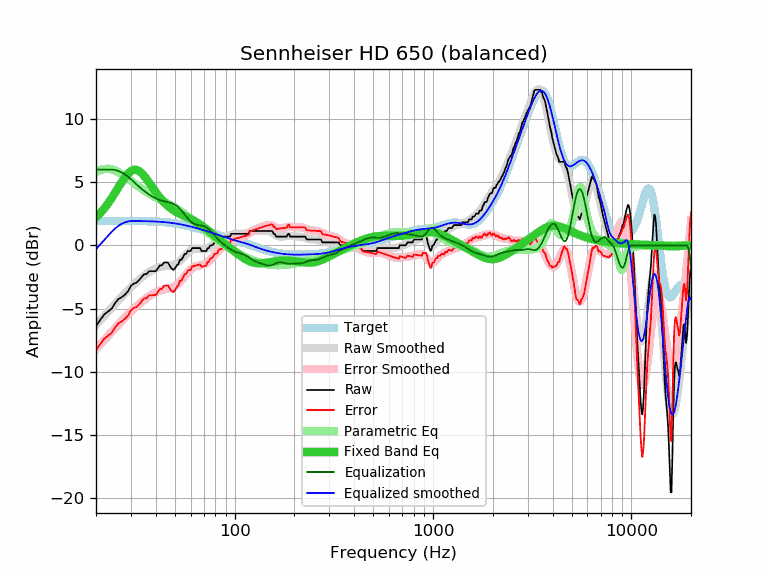 Sennheiser HD 650 (balanced)
10
5
0
−5
−10
−15
−20
Amplitude (dBr)
Target
Raw Smoothed
Error Smoothed
Raw
Error
Parametric Eq
Fixed Band Eq
Equalization
Equalized smoothed
100 1000 10000
Frequency (Hz)